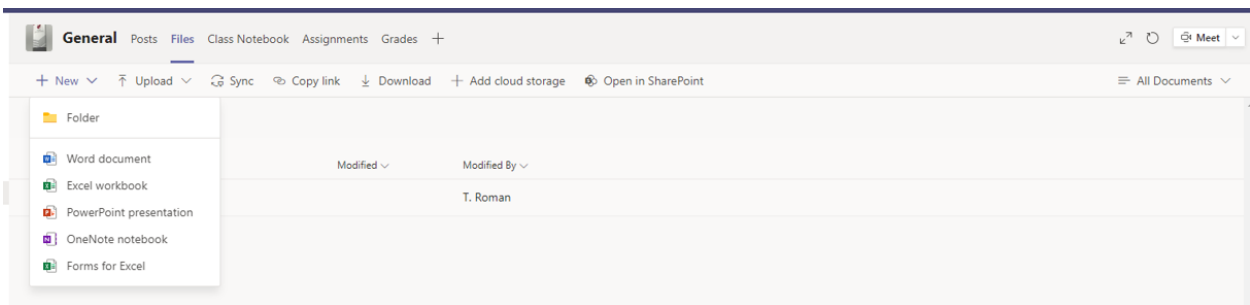 General Posts Files Class Notebook Assignments Grades Meet
New Upload Sync Copy link Download Add cloud storage Open in SharePoint All Documents
Folder
Word document
Modified Modified By
Excel workbook
T. Roman
PowerPoint presentation
OneNote notebook
Forms for Excel